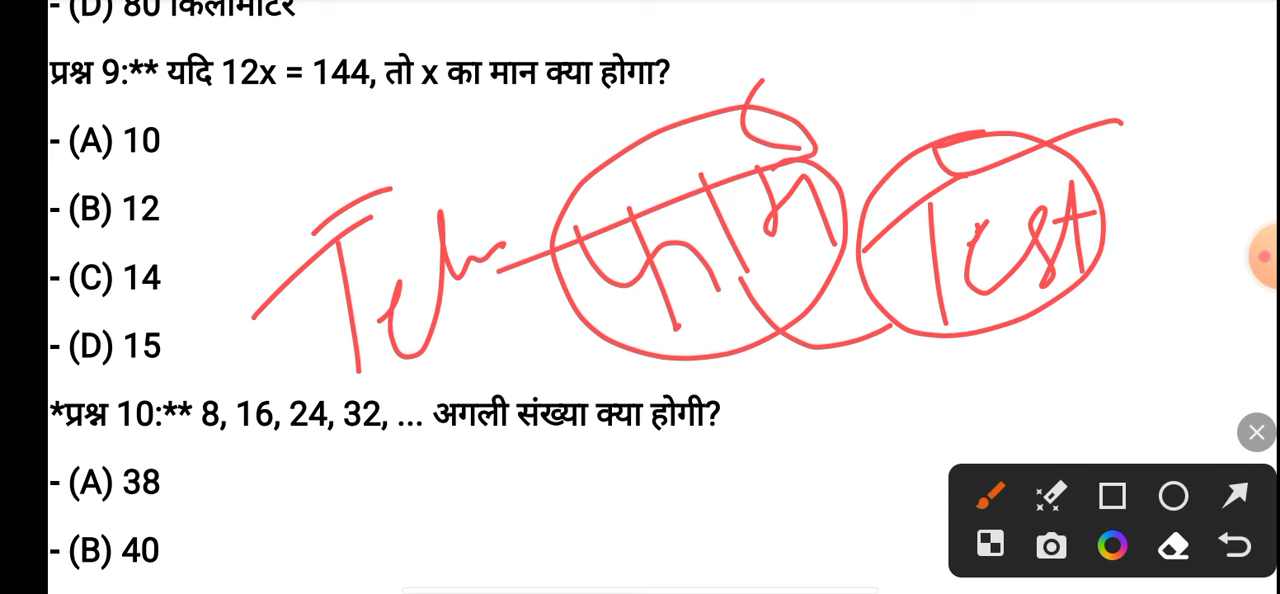 - (D) 80 किलोमीटर
प्रश्न 9:** यदि 12x = 144, तो x का मान क्या होगा?
- (A) 10
- (B) 12
- (C) 14
- (D) 15
Test
*प्रश्न 10:** 8, 16, 24, 32, ... अगली संख्या क्या होगी?
- (A) 38
- (B) 40